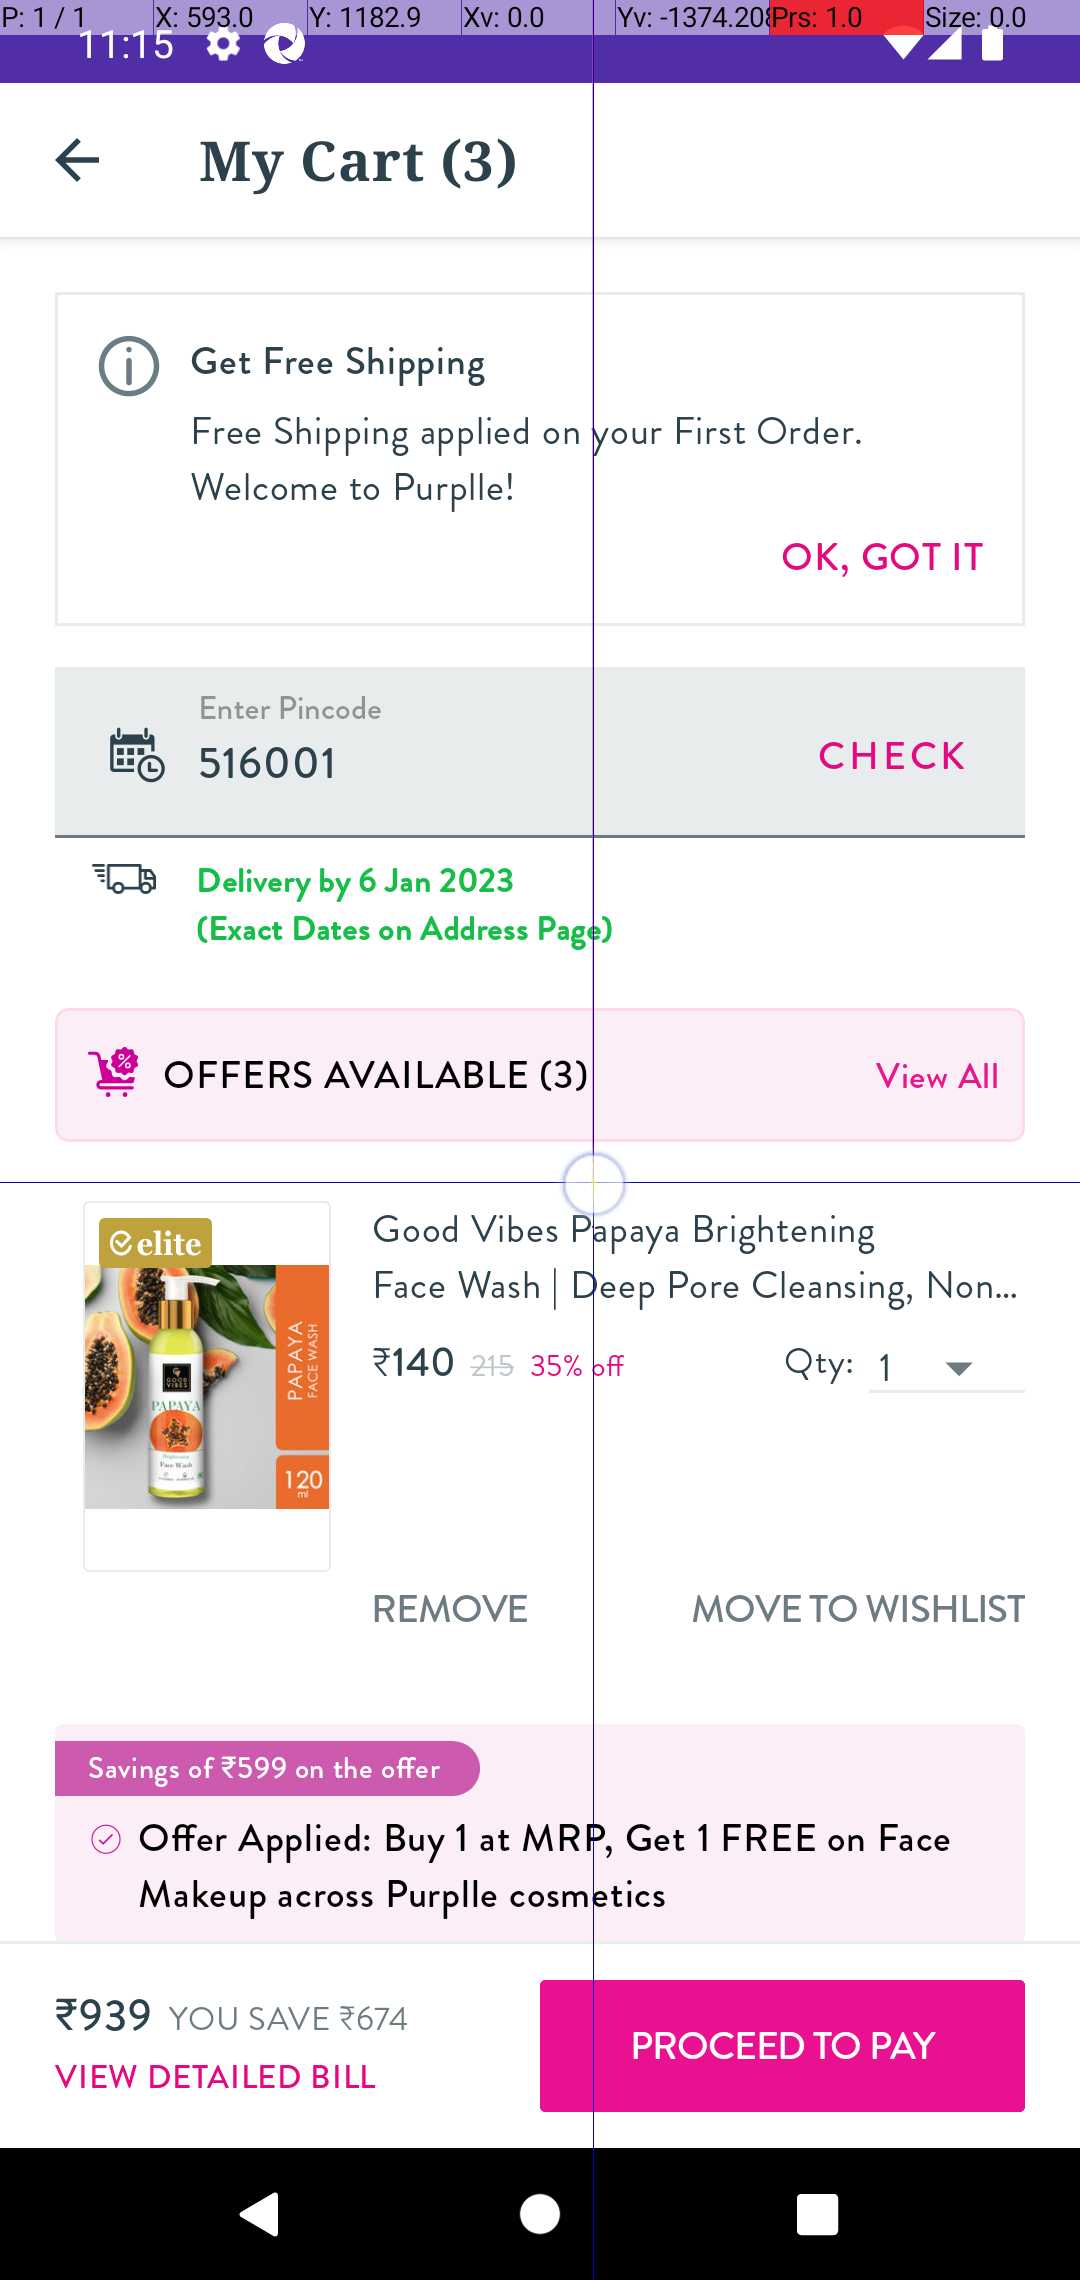 P: 1 / 1 X: 593.0 Y: 1182.9 Xv: 0.0 Yv: -1374.208 Prs: 1.0 Size: 0.0
11:15
My Cart (3)
Get Free Shipping
Free Shipping applied on your First Order.
Welcome to Purplle!
OK, GOT IT
Enter Pincode
516001
CHECK
Delivery by 6 Jan 2023
(Exact Dates on Address Page)
OFFERS AVAILABLE (3)
View All
elite
PAPAYA
FACE WASH
GOOD
VIBES
PAPAYA
Brightening
Face Wash
120
ml
Good Vibes Papaya Brightening
Face Wash | Deep Pore Cleansing, Non...
₹140 215 35% off
Qty: 1
REMOVE
MOVE TO WISHLIST
Savings of ₹599 on the offer
Offer Applied: Buy 1 at MRP, Get 1 FREE on Face
Makeup across Purplle cosmetics
₹939 YOU SAVE ₹674
VIEW DETAILED BILL
PROCEED TO PAY